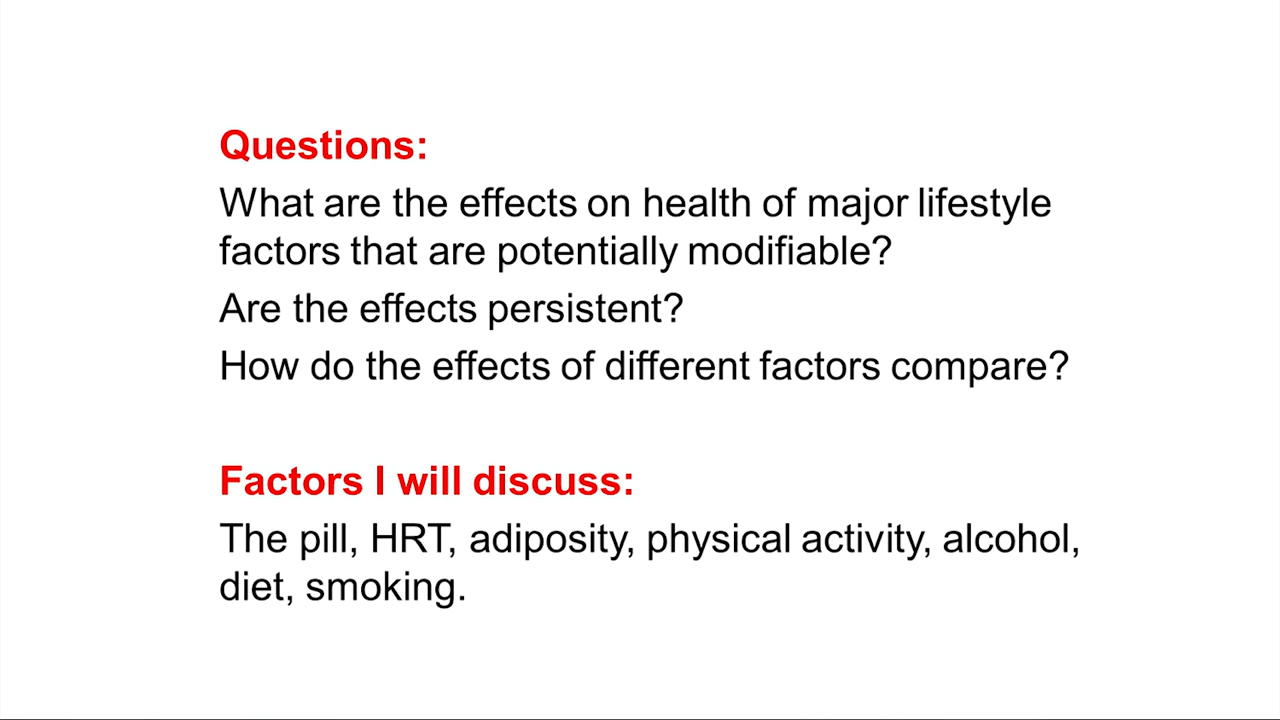 Questions:
What are the effects on health of major lifestyle
factors that are potentially modifiable?
Are the effects persistent?
How do the effects of different factors compare?
Factors I will discuss:
The pill, HRT, adiposity, physical activity, alcohol,
diet, smoking.